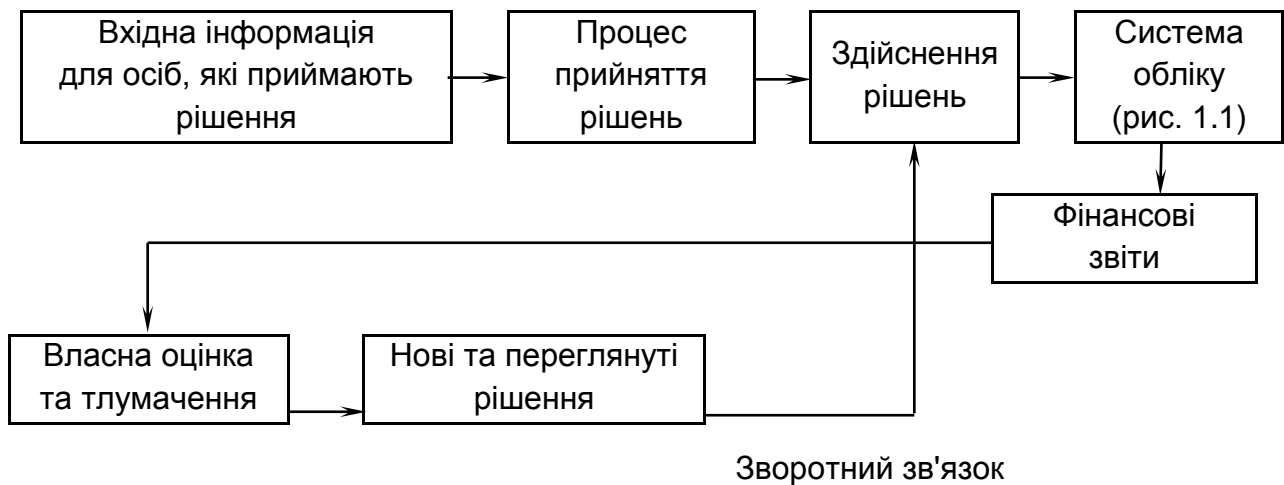 Вхідна інформація
для осіб, які приймають
рішення
Процес
прийняття
рішень
Здійснення
рішень
Система
обліку
(рис. 1.1)
Фінансові
звіти
Власна оцінка
та тлумачення
Нові та переглянуті
рішення
Зворотний зв'язок